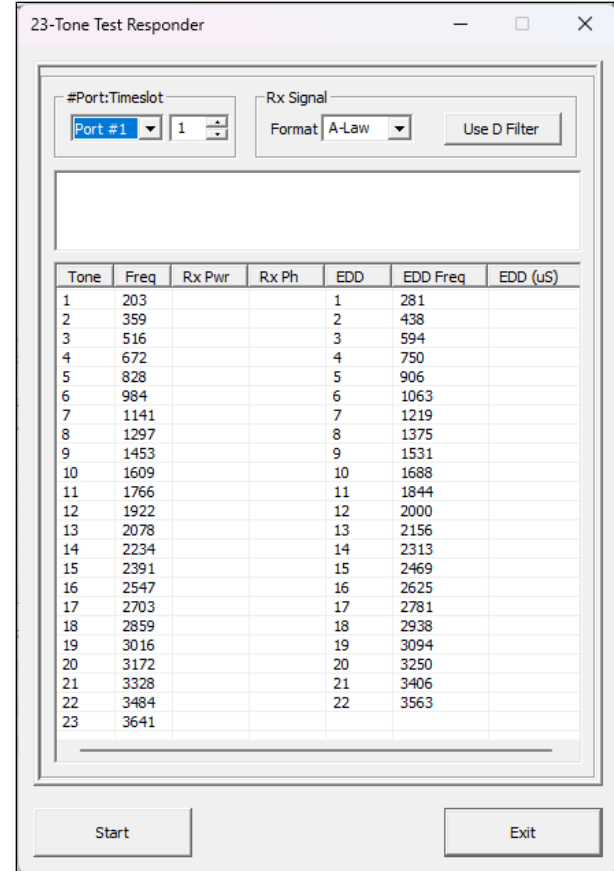 23-Tone Test Responder
#Port:Timeslot
Port #1 1
Rx Signal
Format A-Law Use D Filter
Tone Freq Rx Pwr Rx Ph EDD EDD Freq EDD (uS)
1 203 1 281
2 359 2 438
3 516 3 594
4 672 4 750
5 828 5 906
6 984 6 1063
7 1141 7 1219
8 1297 8 1375
9 1453 9 1531
10 1609 10 1688
11 1766 11 1844
12 1922 12 2000
13 2078 13 2156
14 2234 14 2313
15 2391 15 2469
16 2547 16 2625
17 2703 17 2781
18 2859 18 2938
19 3016 19 3094
20 3172 20 3250
21 3328 21 3406
22 3484 22 3563
23 3641
Start Exit